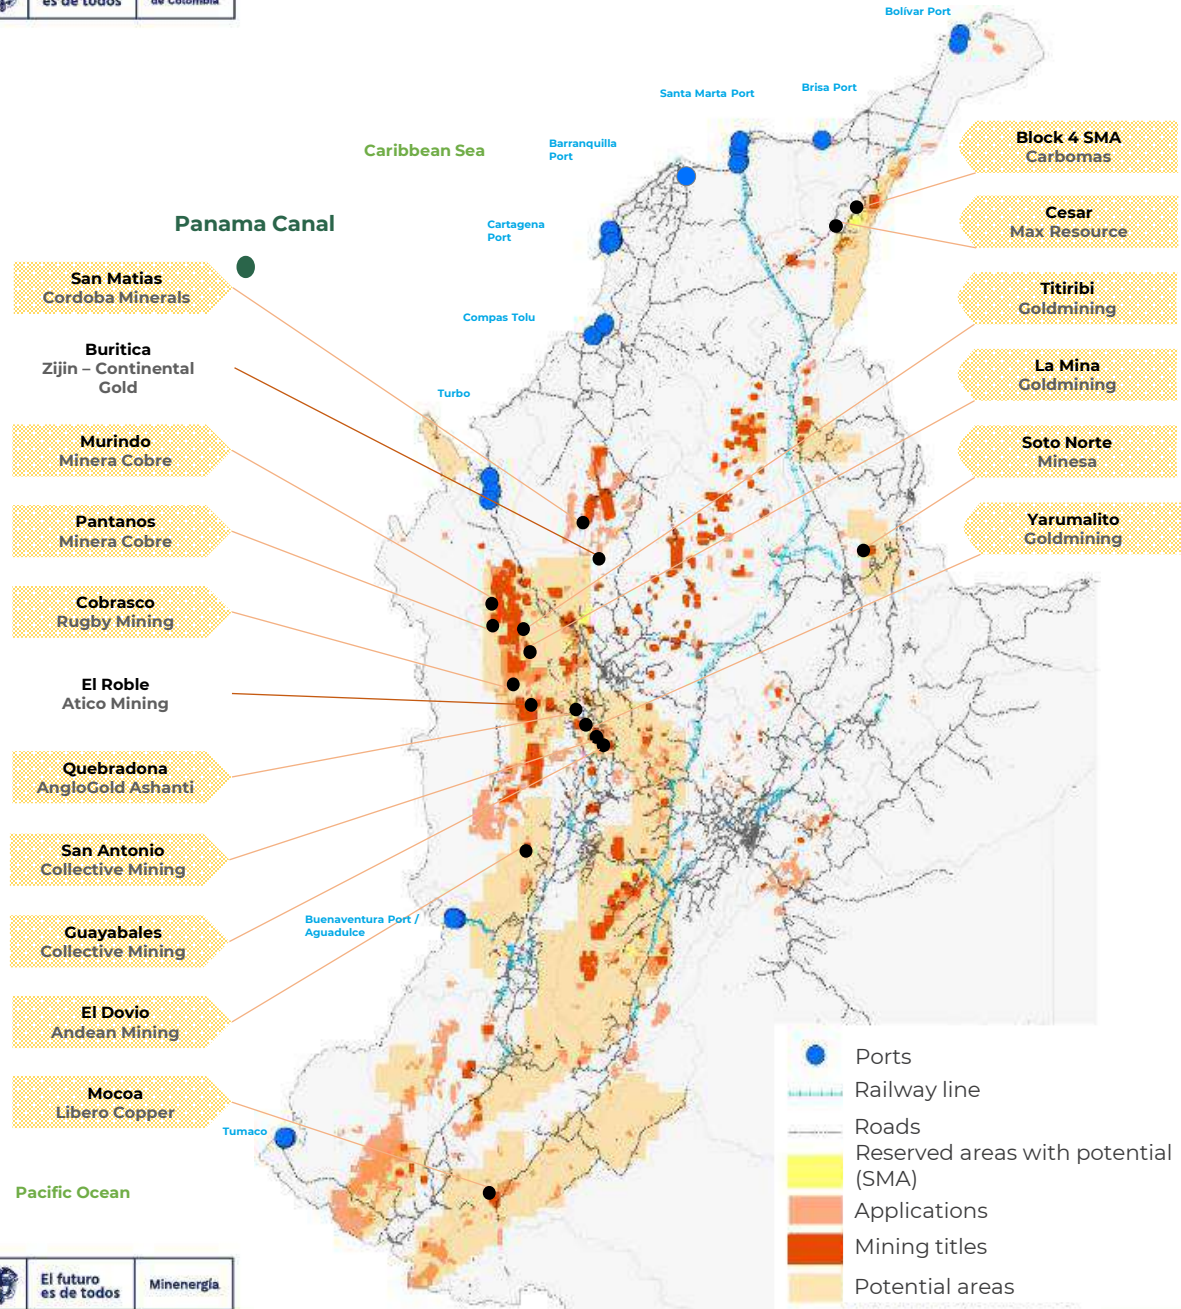 es de todos
de Colombia
Bolívar Port
Santa Marta Port
Brisa Port
Caribbean Sea
Barranquilla
Port
Panama Canal
Cartagena
Port
Compas Tolu
Turbo
San Matias
Cordoba Minerals
Buritica
Zijin – Continental
Gold
Murindo
Minera Cobre
Pantanos
Minera Cobre
Cobrasco
Rugby Mining
El Roble
Atico Mining
Quebradona
AngloGold Ashanti
San Antonio
Collective Mining
Guayabales
Collective Mining
El Dovio
Andean Mining
Mocoa
Libero Copper
Block 4 SMA
Carbomas
Cesar
Max Resource
Titiribi
Goldmining
La Mina
Goldmining
Soto Norte
Minesa
Yarumalito
Goldmining
Buenaventura Port /
Aguadulce
Tumaco
Pacific Ocean
Ports
Railway line
Roads
Reserved areas with potential
(SMA)
Applications
Mining titles
Potential areas
El futuro
es de todos
Minenergía